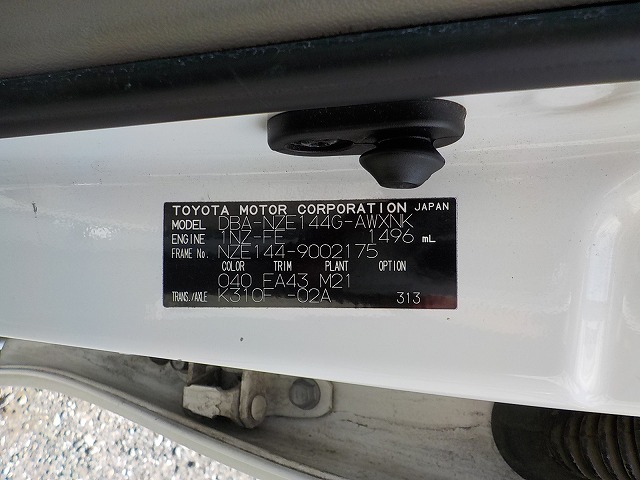 TOYOTA MOTOR CORPORATION JAPAN
MODEL DBA-NZE144G-AWXNK
ENGINE 1NZ-FE 1496 mL
FRAME No. NZE144-9002175
COLOR TRIM PLANT OPTION
040 FA43 M21
TRANS./AXLE K310F -02A 313